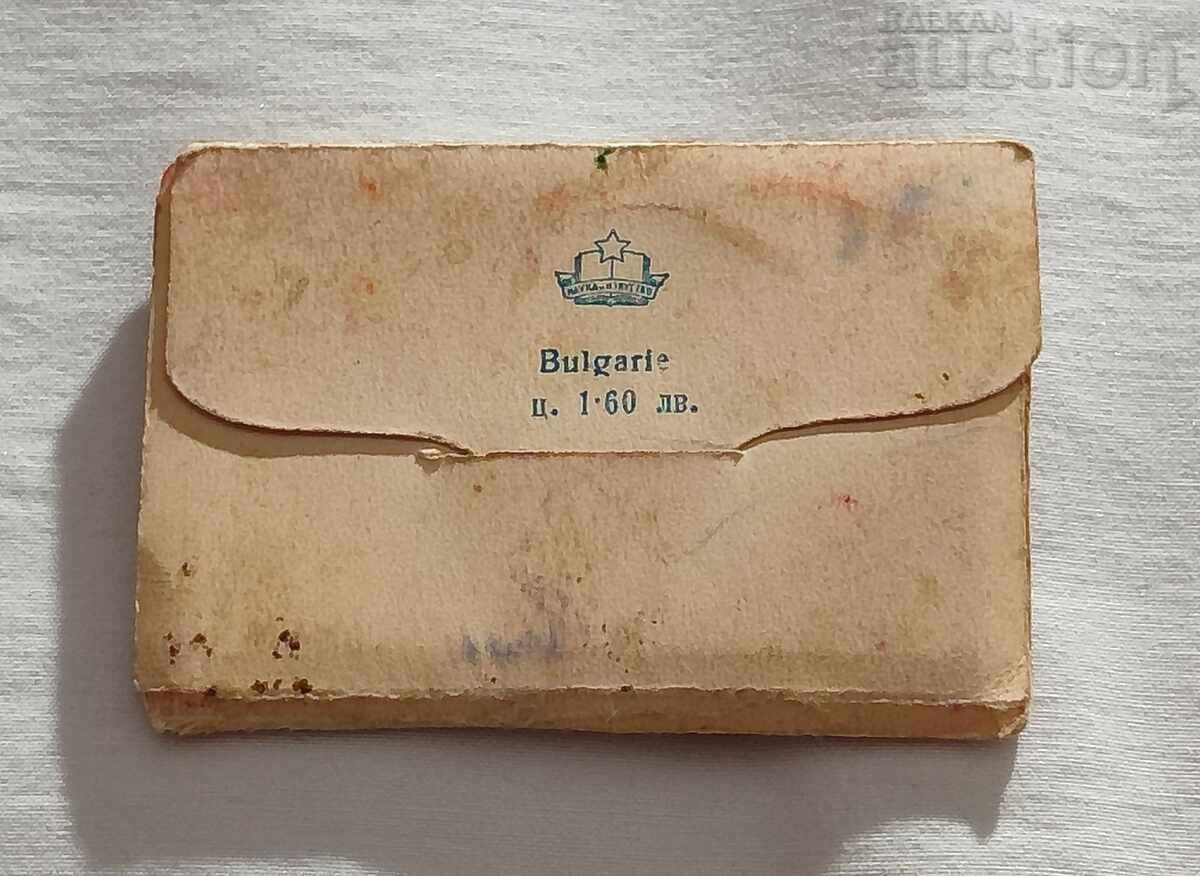 BALKAN
auction
НАУКА И ИЗКУСТВО
Bulgarie
ц. 1·60 лв.